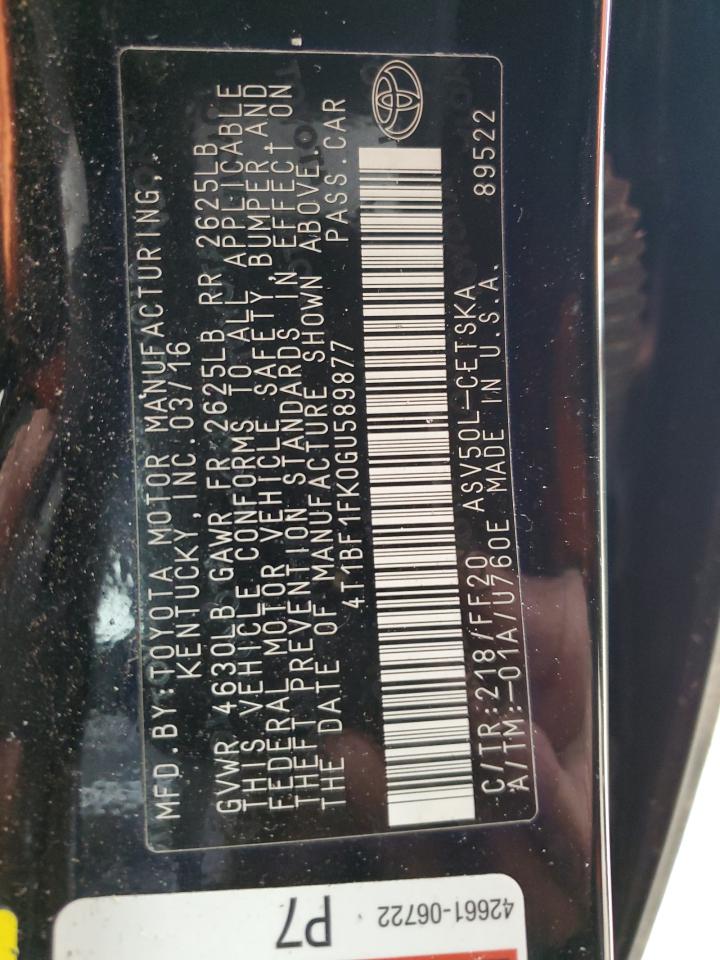 MFD.BY:TOYOTA MOTOR MANUFACTURING,
KENTUCKY, INC.03/16
GVWR 4630LB GAWR FR 2625LB RR 2625LB
THIS VEHICLE CONFORMS TO ALL APPLICABLE
FEDERAL MOTOR VEHICLE SAFETY, BUMPER AND
THEFT PREVENTION STANDARDS IN EFFECT ON
THE DATE OF MANUFACTURE SHOWN ABOVE.
4T1BF1FK0GU589877 PASS.CAR
C/TR:218/FF20 ASV50L-CETSKA
A/TM:-01A/U760E MADE IN U.S.A. 89522
42661-06722
P7